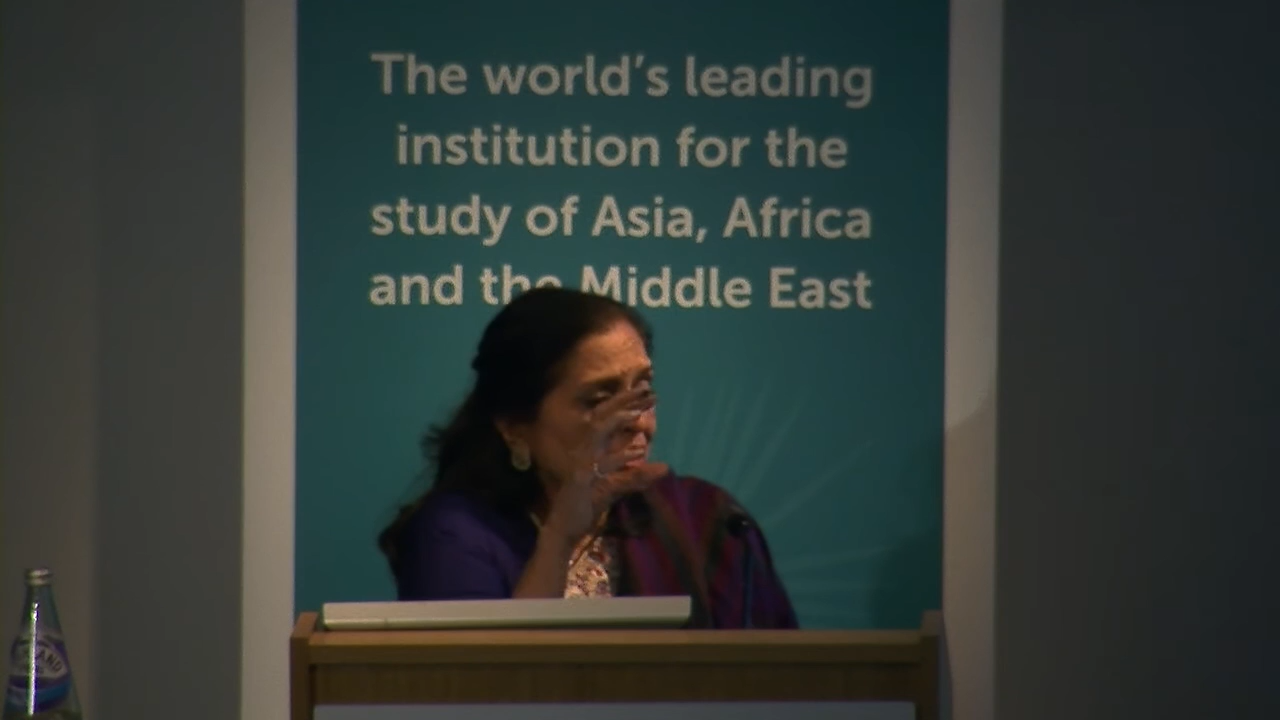 The world's leading
institution for the
study of Asia, Africa
and the Middle East